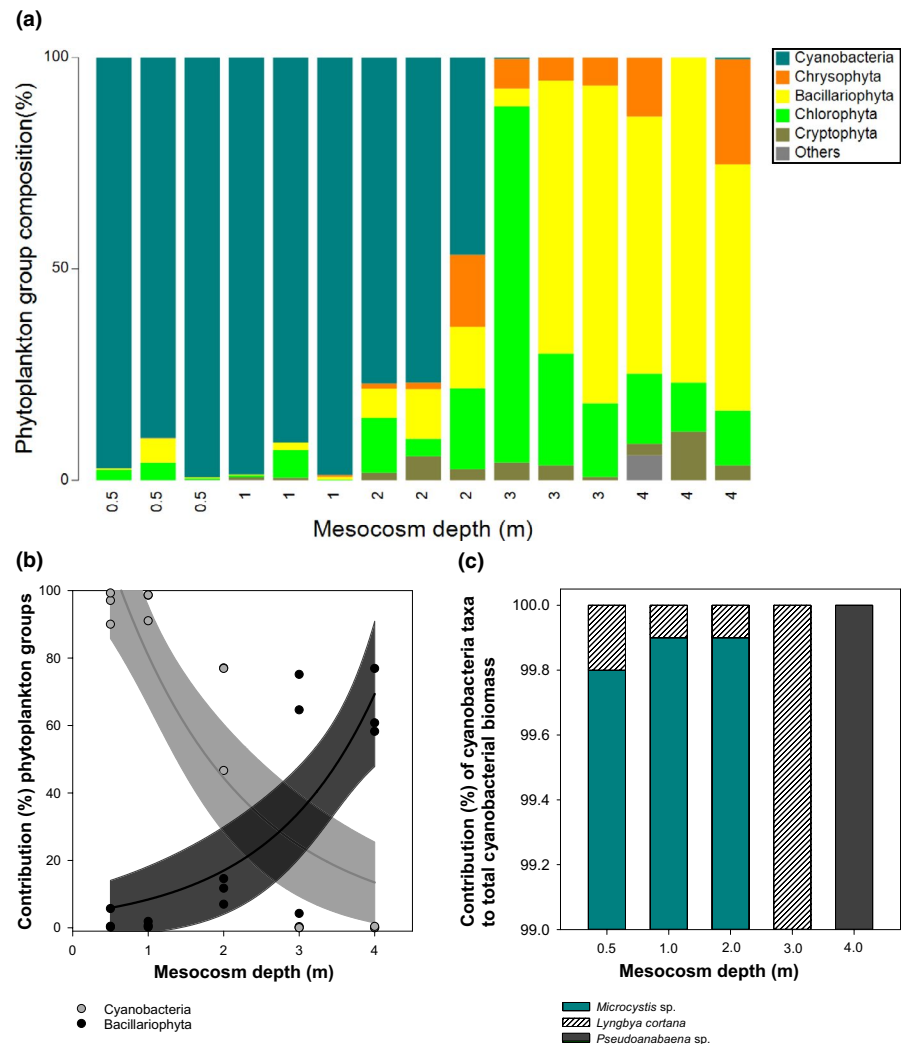 (a)
Phytoplankton group composition(%)
100
50
0
0.5 0.5 0.5 1 1 1 2 2 2 3 3 3 4 4 4
Mesocosm depth (m)
Cyanobacteria
Chrysophyta
Bacillariophyta
Chlorophyta
Cryptophyta
Others
(b)
Contribution (%) phytoplankton groups
100
80
60
40
20
0
0 1 2 3 4
Mesocosm depth (m)
Cyanobacteria
Bacillariophyta
(c)
Contribution (%) of cyanobacteria taxa
to total cyanobacterial biomass
100.0
99.8
99.6
99.4
99.2
99.0
0.5 1.0 2.0 3.0 4.0
Mesocosm depth (m)
Microcystis sp.
Lyngbya cortana
Pseudoanabaena sp.